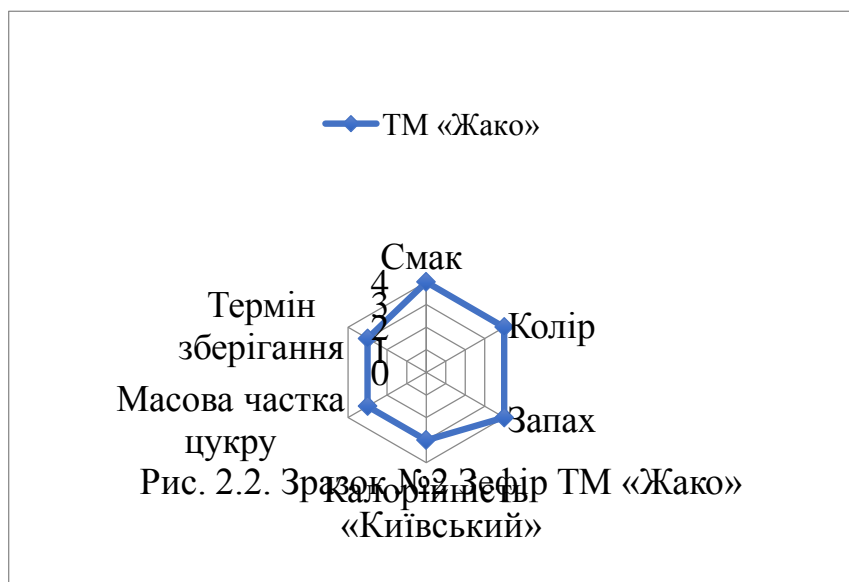 ТМ «Жако»
Смак
4
3
2
1
0
Термін
зберігання
Колір
Масова частка
цукру
Запах
Калорійність
Рис. 2.2. Зразок №2 Зефір ТМ «Жако»
«Київський»